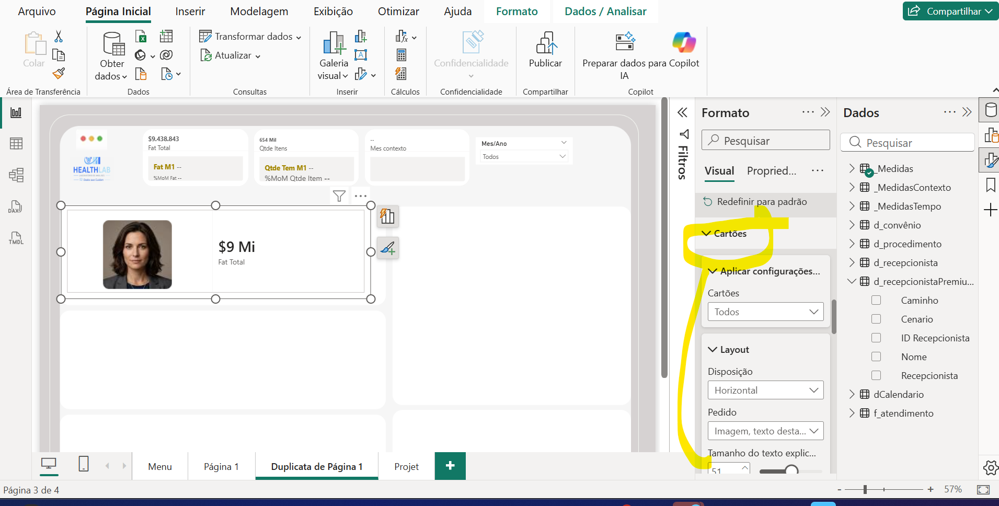 Arquivo Página Inicial Inserir Modelagem Exibição Otimizar Ajuda Formato Dados / Analisar Compartilhar
Colar
Obter dados
Transformar dados
Atualizar
Galeria visual
Confidencialidade
Publicar
Preparar dados para IA
Copilot
Área de Transferência Dados Consultas Inserir Cálculos Confidencialidade Compartilhar Copilot
DAX
TMDL
HEALTHLAB
$9.438.843
Fat Total
Fat M1 --
%MoM Fat --
654 Mil
Qtde Itens
Qtde Tem M1 --
%MoM Qtde Item --
--
Mes contexto
Mes/Ano
Todos
$9 Mi
Fat Total
Filtros
Formato
Pesquisar
Visual Propried...
Redefinir para padrão
Cartões
Aplicar configurações...
Cartões
Todos
Layout
Disposição
Horizontal
Pedido
Imagem, texto desta...
Tamanho do texto explic...
51
Dados
Pesquisar
_Medidas
_MedidasContexto
_MedidasTempo
d_convênio
d_procedimento
d_recepcionista
d_recepcionistaPremiu...
Caminho
Cenario
ID Recepcionista
Nome
Recepcionista
dCalendario
f_atendimento
Menu Página 1 Duplicata de Página 1 Projet +
Página 3 de 4
- + 57%